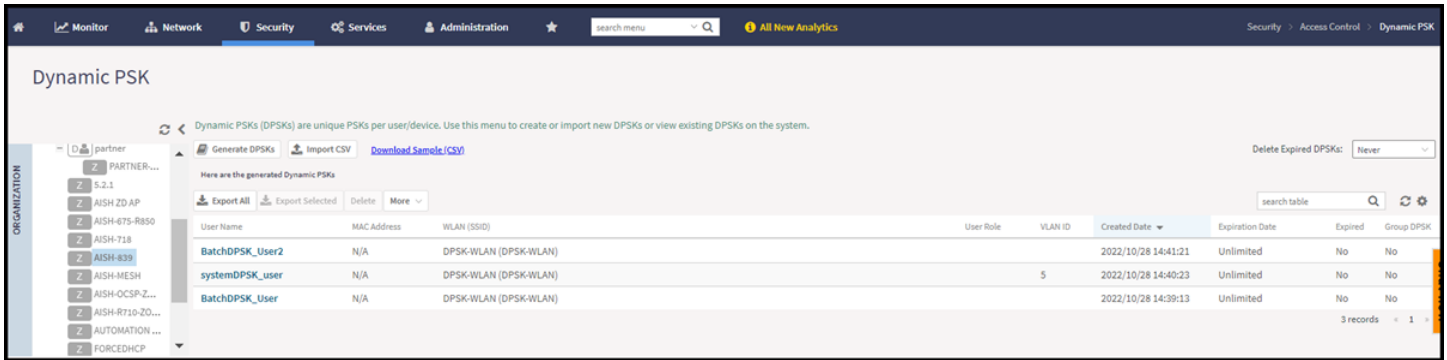 Monitor Network Security Services Administration search menu All New Analytics Security > Access Control > Dynamic PSK
Dynamic PSK
Dynamic PSKs (DPSKs) are unique PSKs per user/device. Use this menu to create or import new DPSKs or view existing DPSKs on the system.
ORGANIZATION
D partner
Z PARTNER-...
Z 5.2.1
Z AISH ZD AP
Z AISH-675-R850
Z AISH-718
Z AISH-839
Z AISH-MESH
Z AISH-OCSP-Z...
Z AISH-R710-ZO...
Z AUTOMATION ...
Z FORCEDHCP
Generate DPSKs Import CSV Download Sample (CSV) Delete Expired DPSKs: Never
Here are the generated Dynamic PSKs
Export All Export Selected Delete More search table
User Name MAC Address WLAN (SSID) User Role VLAN ID Created Date Expiration Date Expired Group DPSK
BatchDPSK_User2 N/A DPSK-WLAN (DPSK-WLAN) 2022/10/28 14:41:21 Unlimited No No
systemDPSK_user N/A DPSK-WLAN (DPSK-WLAN) 5 2022/10/28 14:40:23 Unlimited No No
BatchDPSK_User N/A DPSK-WLAN (DPSK-WLAN) 2022/10/28 14:39:13 Unlimited No No
3 records « 1 »